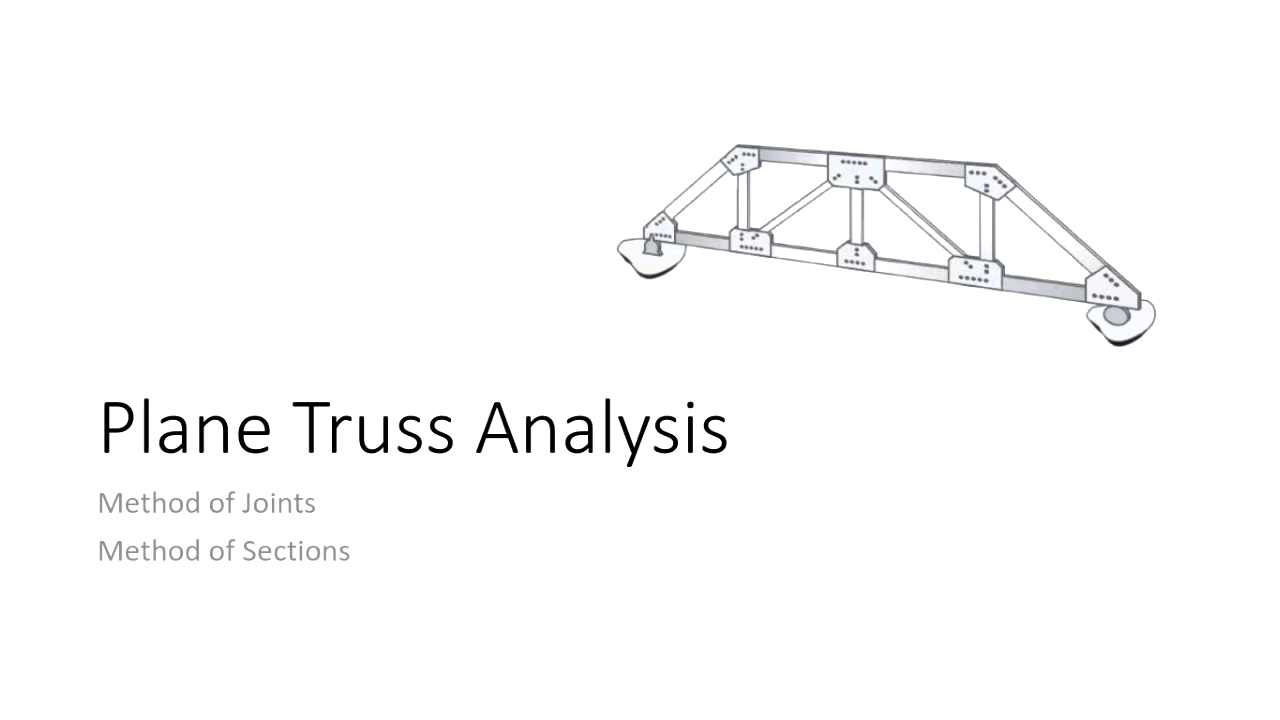 Plane Truss Analysis
Method of Joints
Method of Sections